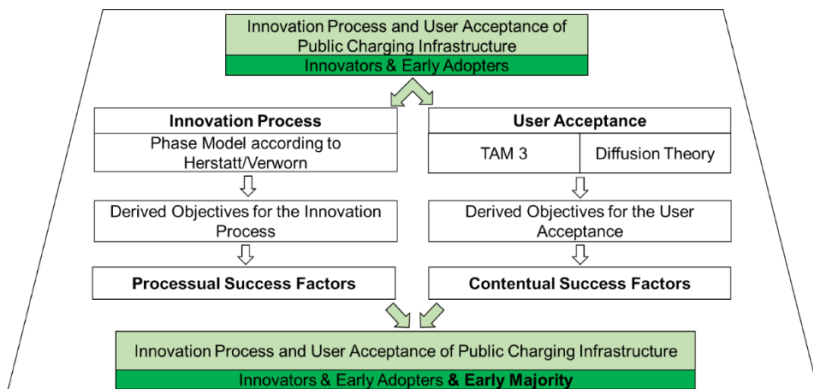 Innovation Process and User Acceptance of
Public Charging Infrastructure
Innovators & Early Adopters
Innovation Process
Phase Model according to
Herstatt/Verworn
User Acceptance
TAM 3
Diffusion Theory
Derived Objectives for the Innovation
Process
Derived Objectives for the User
Acceptance
Processual Success Factors
Contentual Success Factors
Innovation Process and User Acceptance of Public Charging Infrastructure
Innovators & Early Adopters & Early Majority